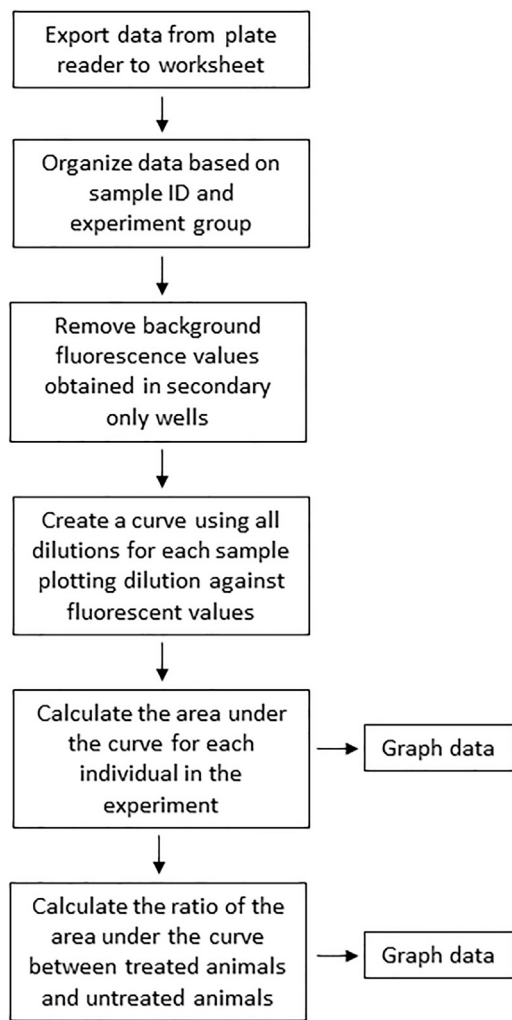 Export data from plate
reader to worksheet
Organize data based on
sample ID and
experiment group
Remove background
fluorescence values
obtained in secondary
only wells
Create a curve using all
dilutions for each sample
plotting dilution against
fluorescent values
Calculate the area under
the curve for each
individual in the
experiment
Graph data
Calculate the ratio of the
area under the curve
between treated animals
and untreated animals
Graph data